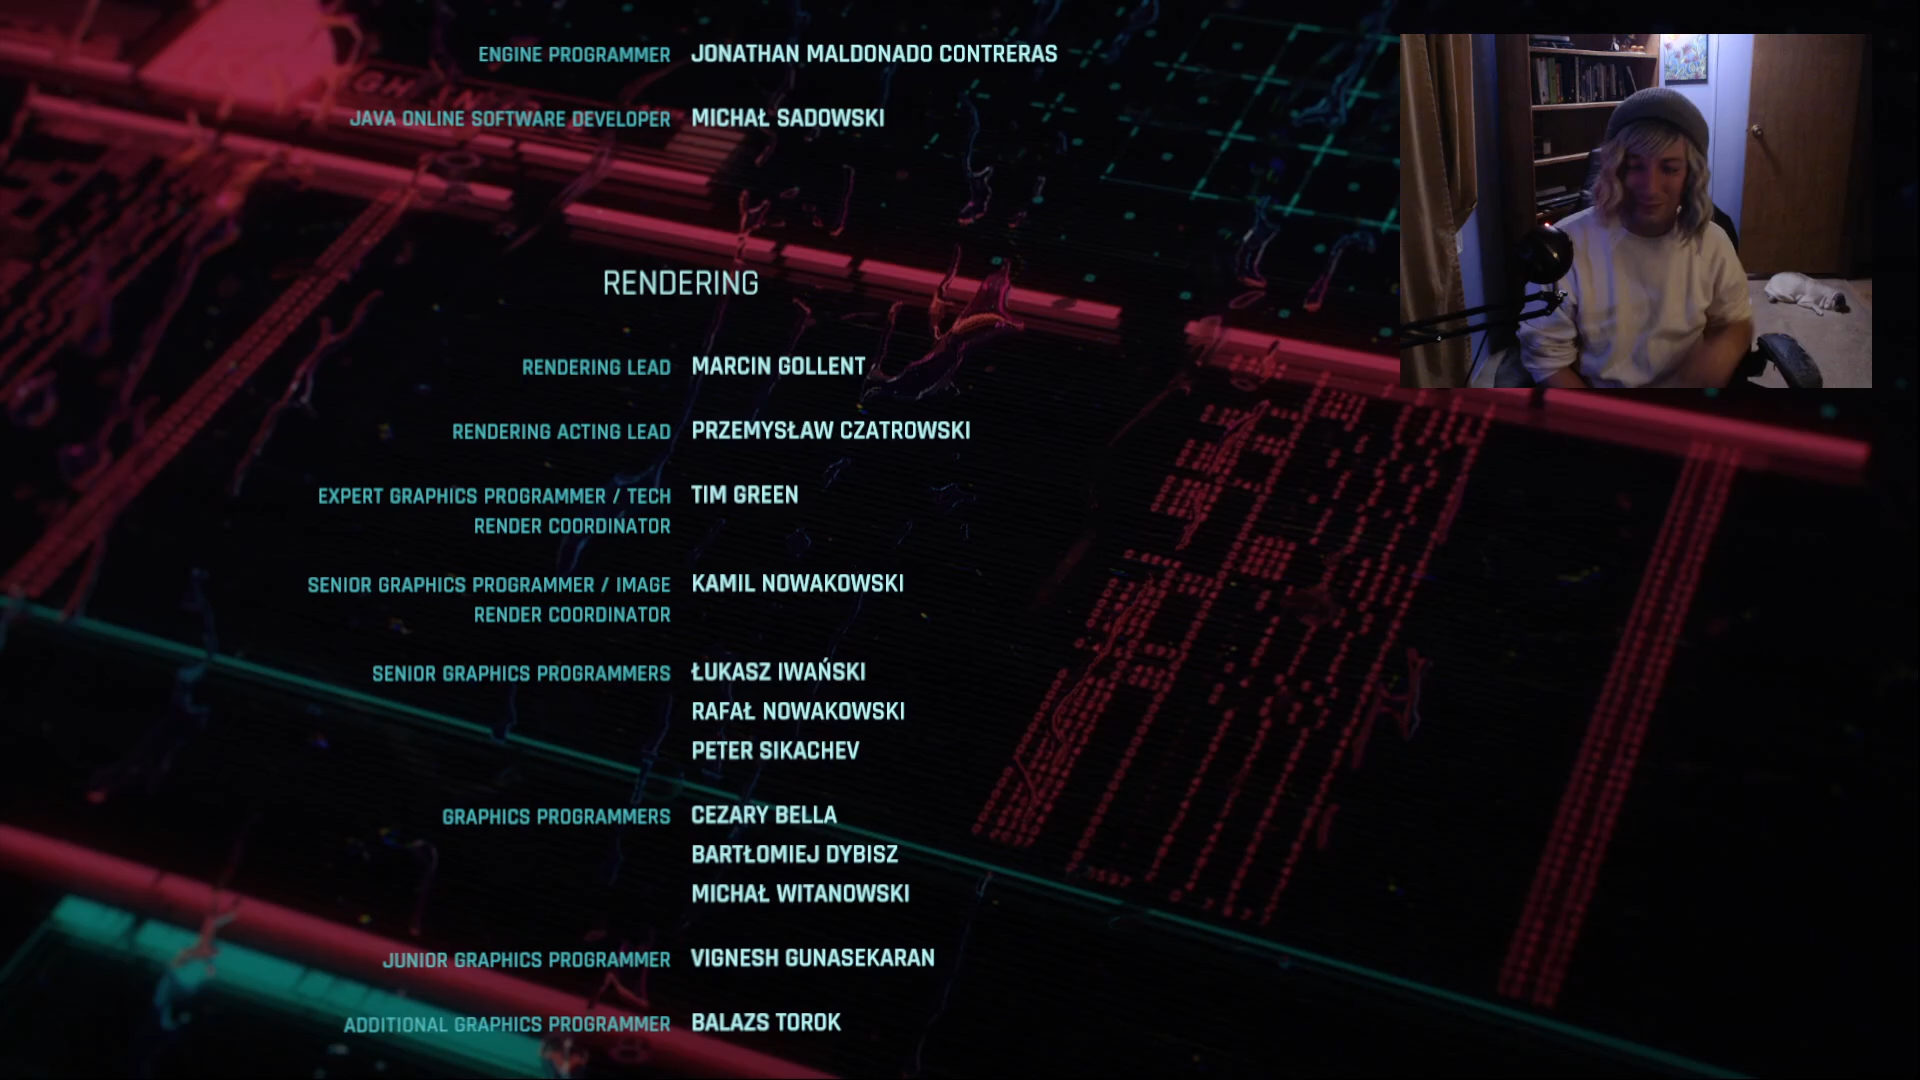 ENGINE PROGRAMMER JONATHAN MALDONADO CONTRERAS
JAVA ONLINE SOFTWARE DEVELOPER MICHAŁ SADOWSKI
RENDERING
RENDERING LEAD MARCIN GOLLENT
RENDERING ACTING LEAD PRZEMYSŁAW CZATROWSKI
EXPERT GRAPHICS PROGRAMMER / TECH TIM GREEN
RENDER COORDINATOR
SENIOR GRAPHICS PROGRAMMER / IMAGE KAMIL NOWAKOWSKI
RENDER COORDINATOR
SENIOR GRAPHICS PROGRAMMERS ŁUKASZ IWAŃSKI
RAFAŁ NOWAKOWSKI
PETER SIKACHEV
GRAPHICS PROGRAMMERS CEZARY BELLA
BARTŁOMIEJ DYBISZ
MICHAŁ WITANOWSKI
JUNIOR GRAPHICS PROGRAMMER VIGNESH GUNASEKARAN
ADDITIONAL GRAPHICS PROGRAMMER BALAZS TOROK